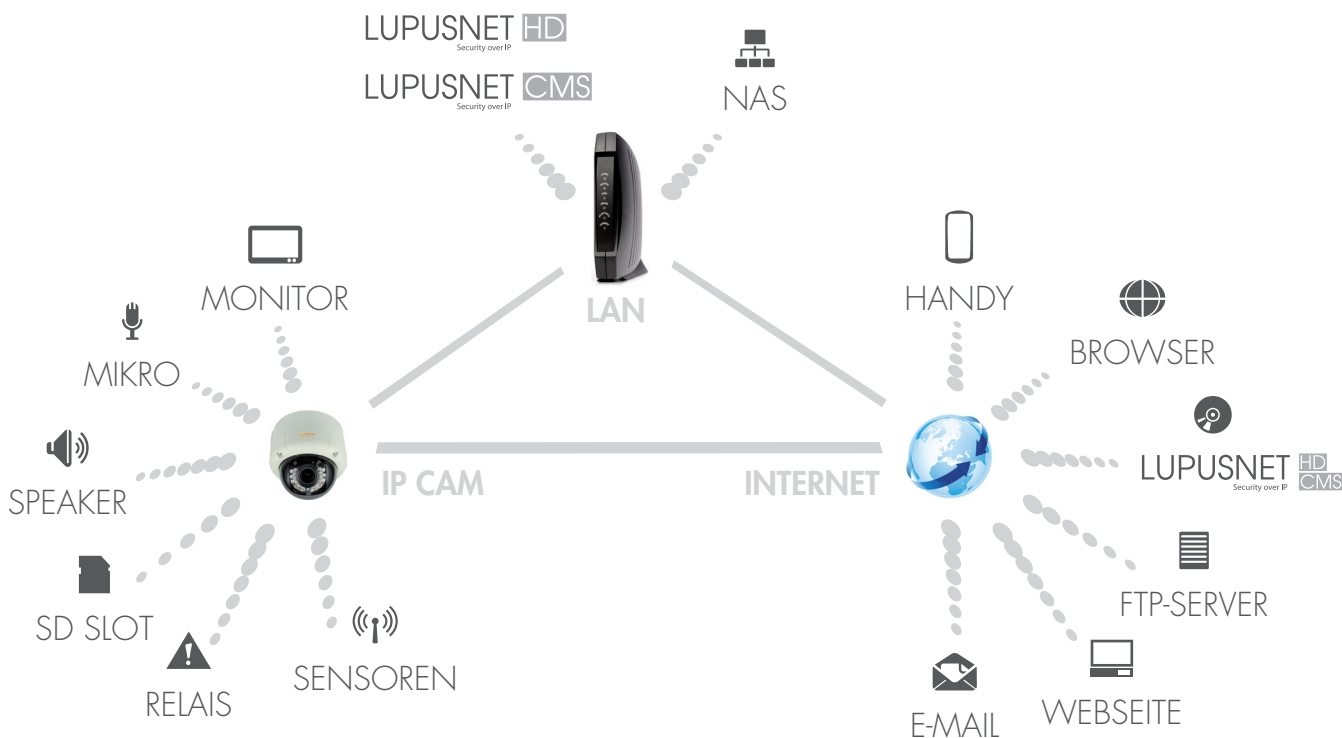 LUPUSNET HD
Security over IP
LUPUSNET CMS
Security over IP
NAS
LAN
MONITOR
MIKRO
SPEAKER
SD SLOT
RELAIS
SENSOREN
IP CAM
INTERNET
HANDY
BROWSER
LUPUSNET HD CMS
Security over IP
FTP-SERVER
WEBSEITE
E-MAIL